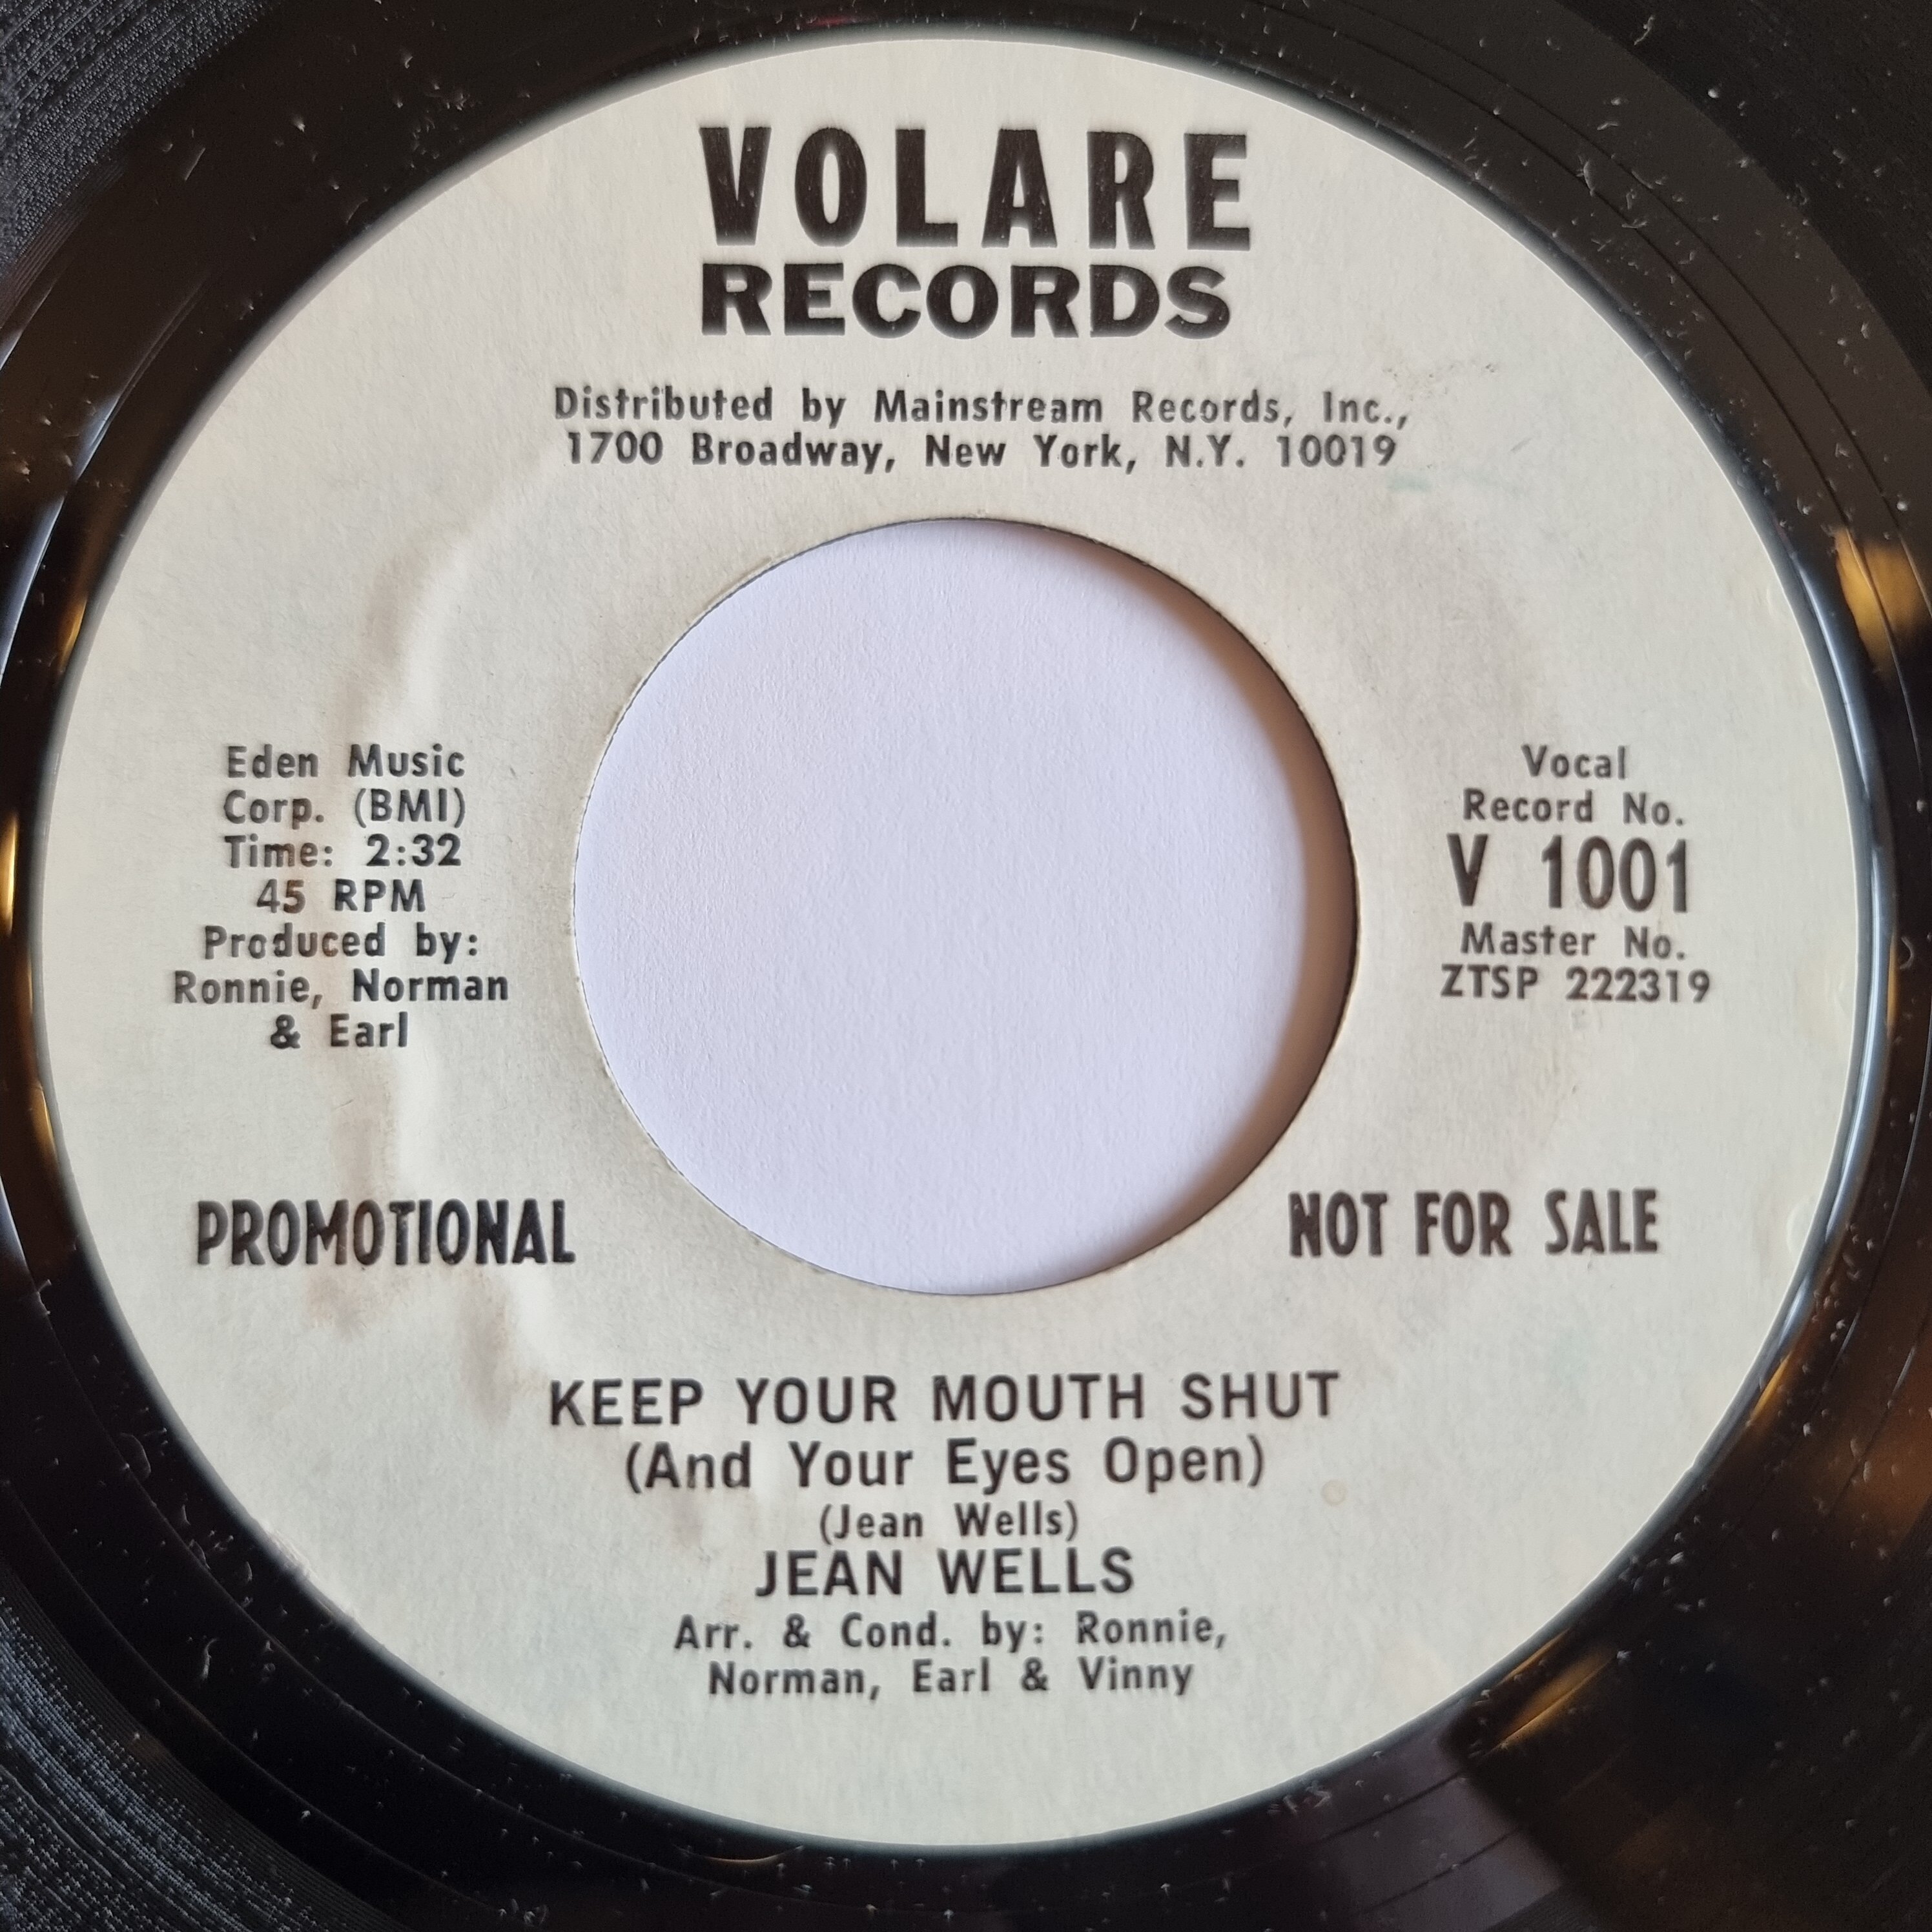 VOLARE
RECORDS
Distributed by Mainstream Records, Inc.,
1700 Broadway, New York, N.Y. 10019
Eden Music
Corp. (BMI)
Time: 2:32
45 RPM
Produced by:
Ronnie, Norman
& Earl
Vocal
Record No.
V 1001
Master No.
ZTSP 222319
PROMOTIONAL
NOT FOR SALE
KEEP YOUR MOUTH SHUT
(And Your Eyes Open)
(Jean Wells)
JEAN WELLS
Arr. & Cond. by: Ronnie,
Norman, Earl & Vinny